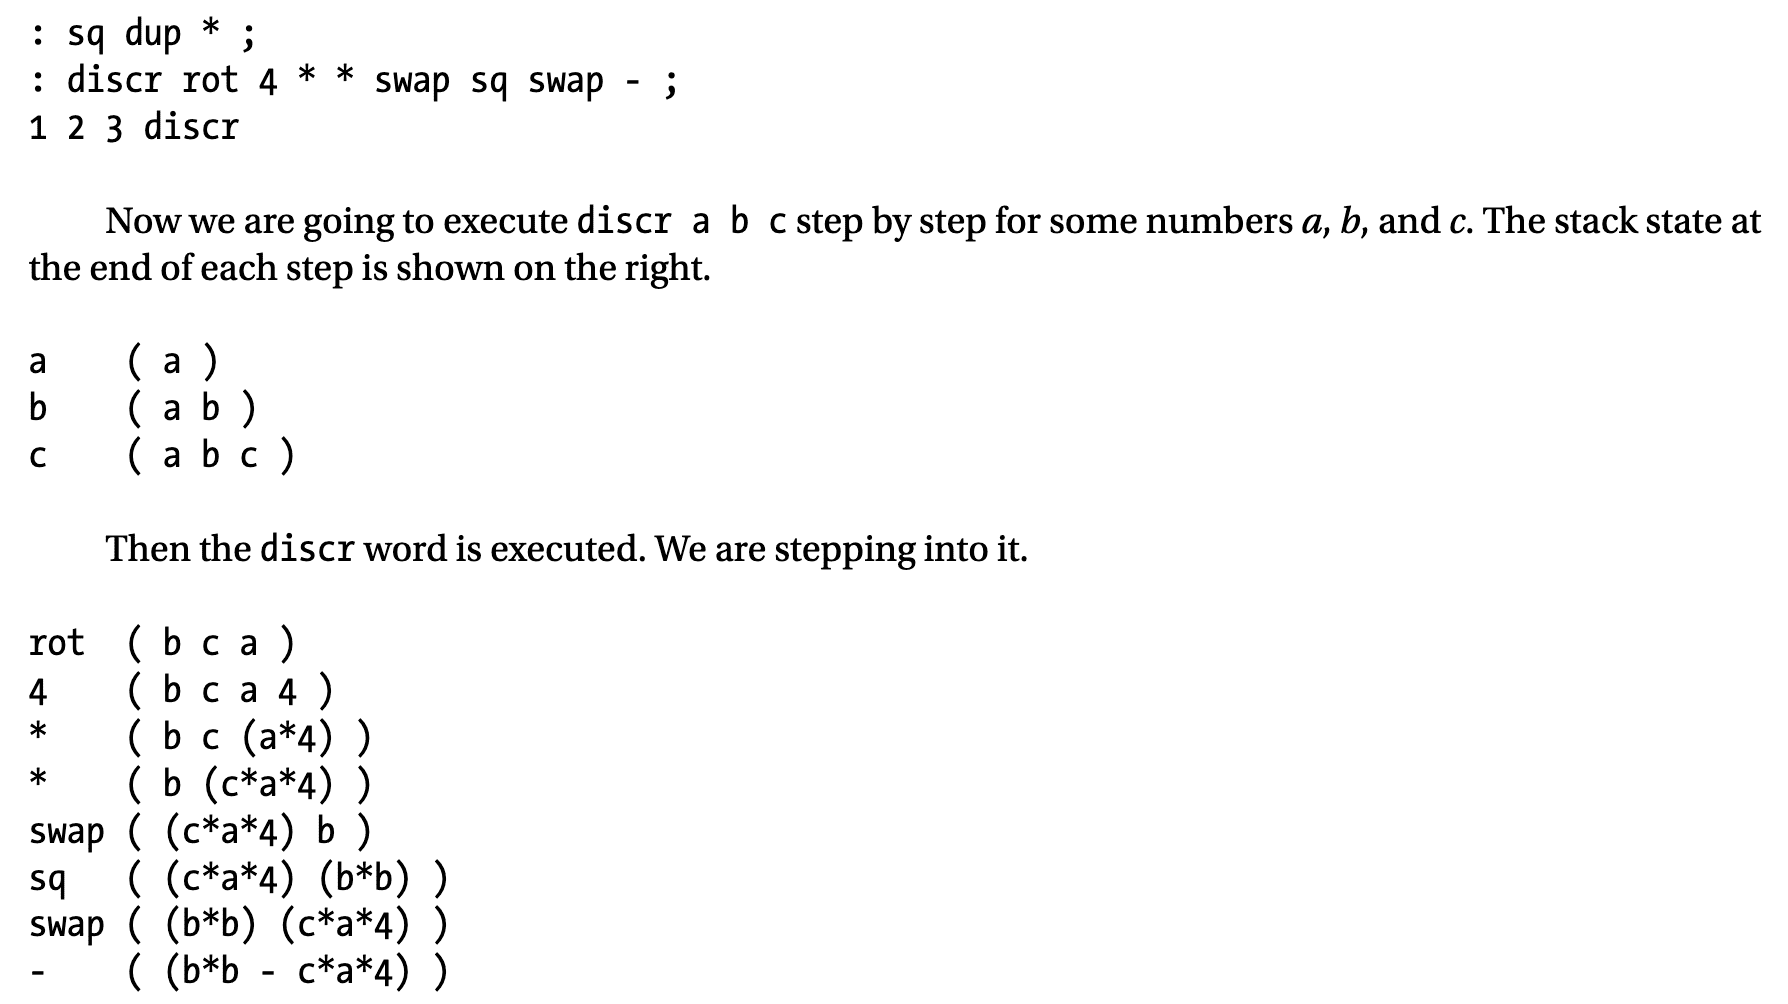 : sq dup * ;
: discr rot 4 * * swap sq swap - ;
1 2 3 discr
Now we are going to execute discr a b c step by step for some numbers a, b, and c. The stack state at
the end of each step is shown on the right.
a ( a )
b ( a b )
c ( a b c )
Then the discr word is executed. We are stepping into it.
rot ( b c a )
4 ( b c a 4 )
* ( b c (a*4) )
* ( b (c*a*4) )
swap ( (c*a*4) b )
sq ( (c*a*4) (b*b) )
swap ( (b*b) (c*a*4) )
- ( (b*b - c*a*4) )